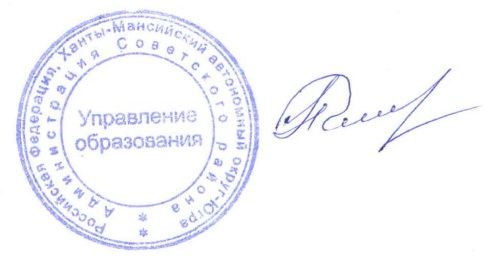 Российская Федерация, Ханты-Мансийский автономный округ-Югра
Администрация Советского района
Управление
образования